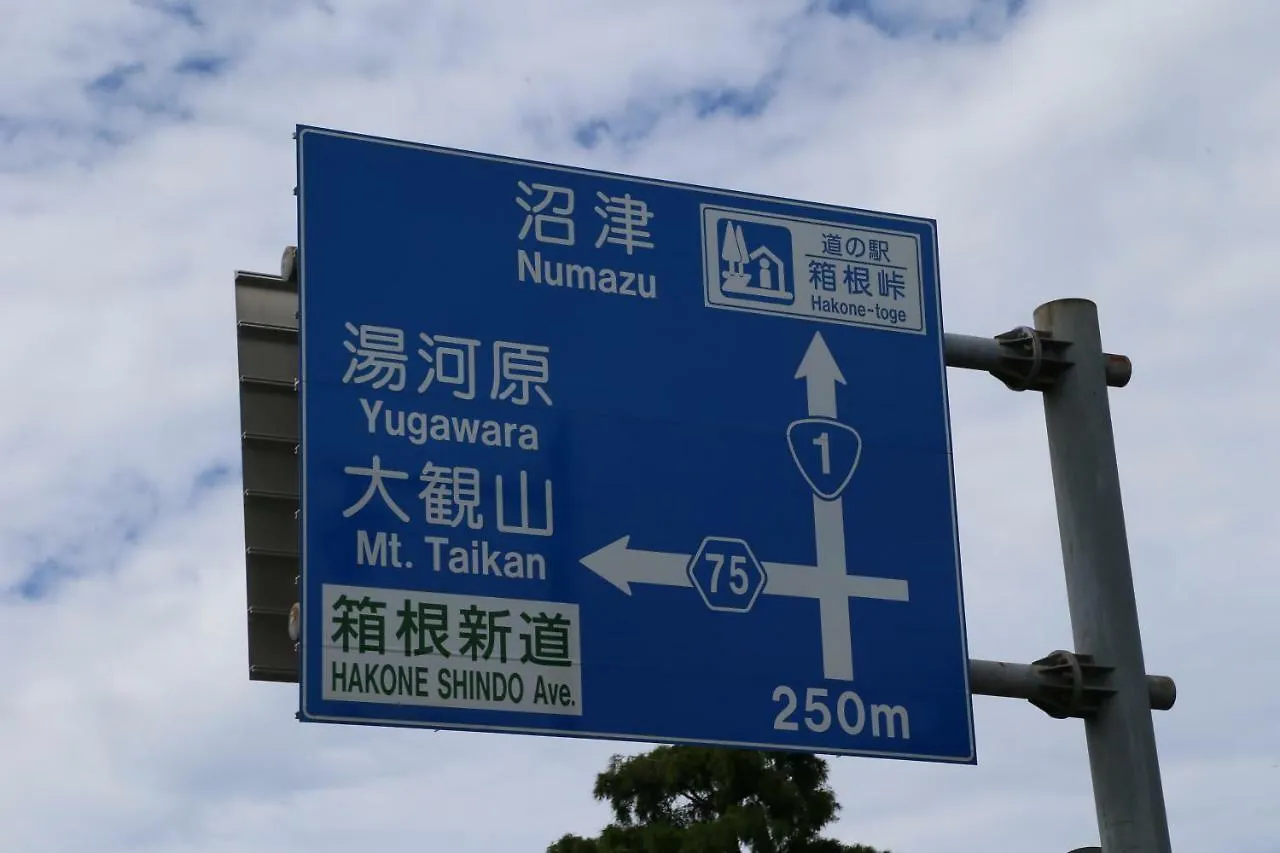 沼津
Numazu
道の駅
箱根峠
Hakone-toge
湯河原
Yugawara
1
大観山
Mt. Taikan
75
箱根新道
HAKONE SHINDO Ave.
250m